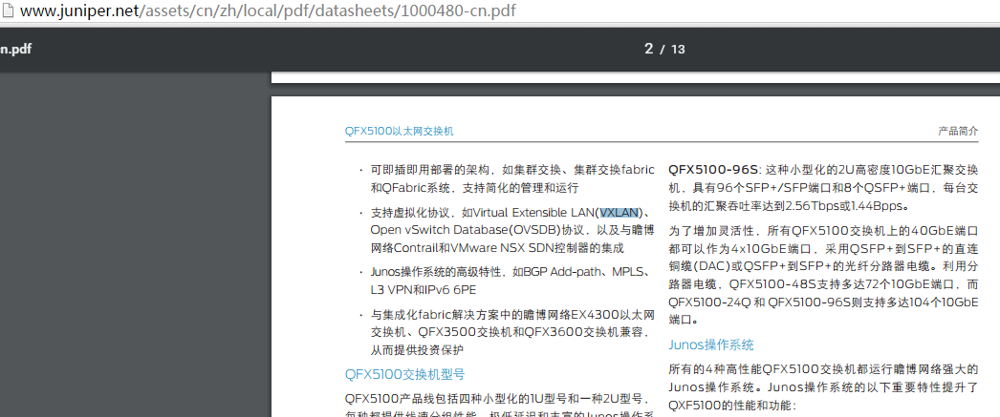 www.juniper.net/assets/cn/zh/local/pdf/datasheets/1000480-cn.pdf
n.pdf
2 / 13
QFX5100以太网交换机
产品简介
• 可即插即用部署的架构，如集群交换、集群交换fabric
和QFabric系统，支持简化的管理和运行
• 支持虚拟化协议，如Virtual Extensible LAN(VXLAN)、
Open vSwitch Database(OVSDB)协议，以及与瞻博
网络Contrail和VMware NSX SDN控制器的集成
• Junos操作系统的高级特性，如BGP Add-path、MPLS、
L3 VPN和IPv6 6PE
• 与集成化fabric解决方案中的瞻博网络EX4300以太网
交换机、QFX3500交换机和QFX3600交换机兼容，
从而提供投资保护
QFX5100交换机型号
QFX5100产品线包括四种小型化的1U型号和一种2U型号，
每种都提供线速分组性能、极低延迟和丰富的Junos操作系
QFX5100-96S: 这种小型化的2U高密度10GbE汇聚交换
机，具有96个SFP+/SFP端口和8个QSFP+端口，每台交
换机的汇聚吞吐率达到2.56Tbps或1.44Bpps。
为了增加灵活性，所有QFX5100交换机上的40GbE端口
都可以作为4x10GbE端口，采用QSFP+到SFP+的直连
铜缆(DAC)或QSFP+到SFP+的光纤分路器电缆。利用分
路器电缆，QFX5100-48S支持多达72个10GbE端口，而
QFX5100-24Q 和 QFX5100-96S则支持多达104个10GbE
端口。
Junos操作系统
所有的4种高性能QFX5100交换机都运行瞻博网络强大的
Junos操作系统。Junos操作系统的以下重要特性提升了
QXF5100的性能和功能：